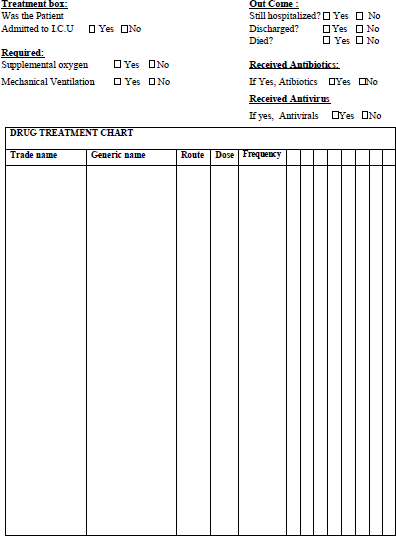 Treatment box:
Was the Patient
Admitted to I.C.U ☐ Yes ☐No
Required:
Supplemental oxygen ☐ Yes ☐No
Mechanical Ventilation ☐ Yes ☐No
Out Come :
Still hospitalized? ☐ Yes ☐ No
Discharged? ☐ Yes ☐ No
Died? ☐ Yes ☐ No
Received Antibiotics:
If Yes, Atibiotics ☐Yes ☐No
Received Antivirus
If yes, Antivirals ☐Yes ☐No
DRUG TREATMENT CHART
Trade name Generic name Route Dose Frequency